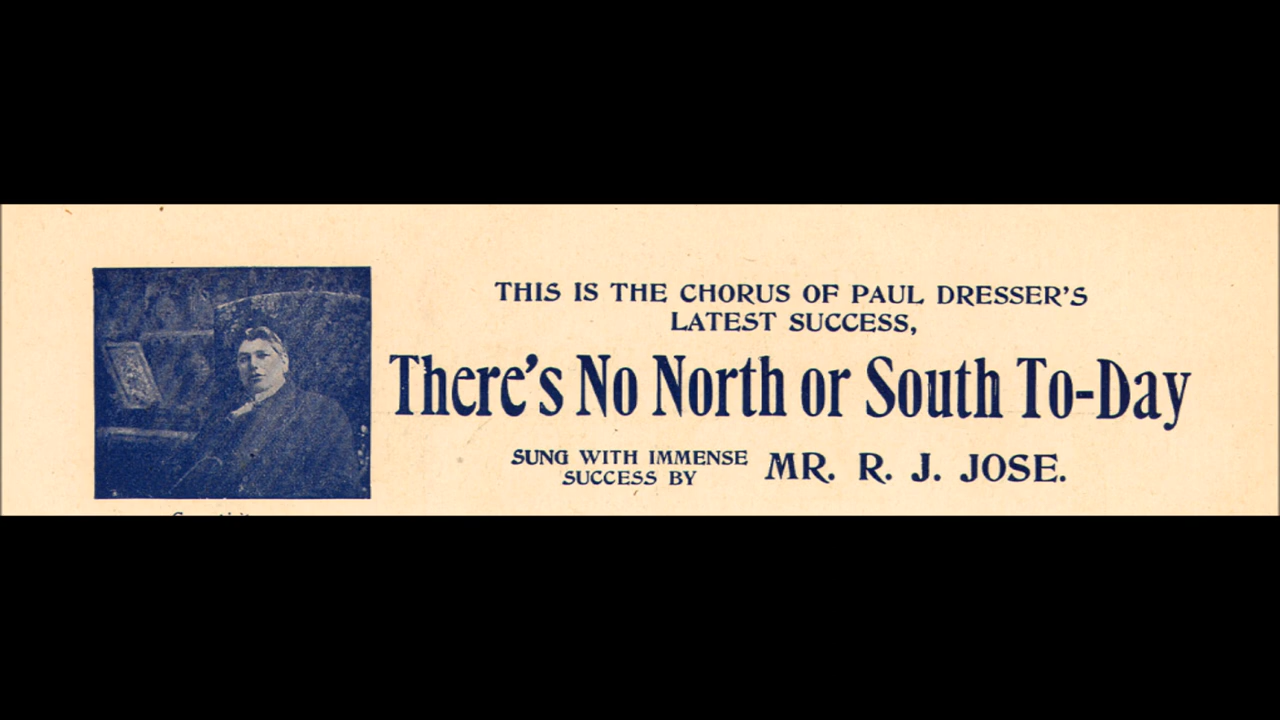 THIS IS THE CHORUS OF PAUL DRESSER'S
LATEST SUCCESS,
There's No North or South To-Day
SUNG WITH IMMENSE
SUCCESS BY
MR. R. J. JOSE.